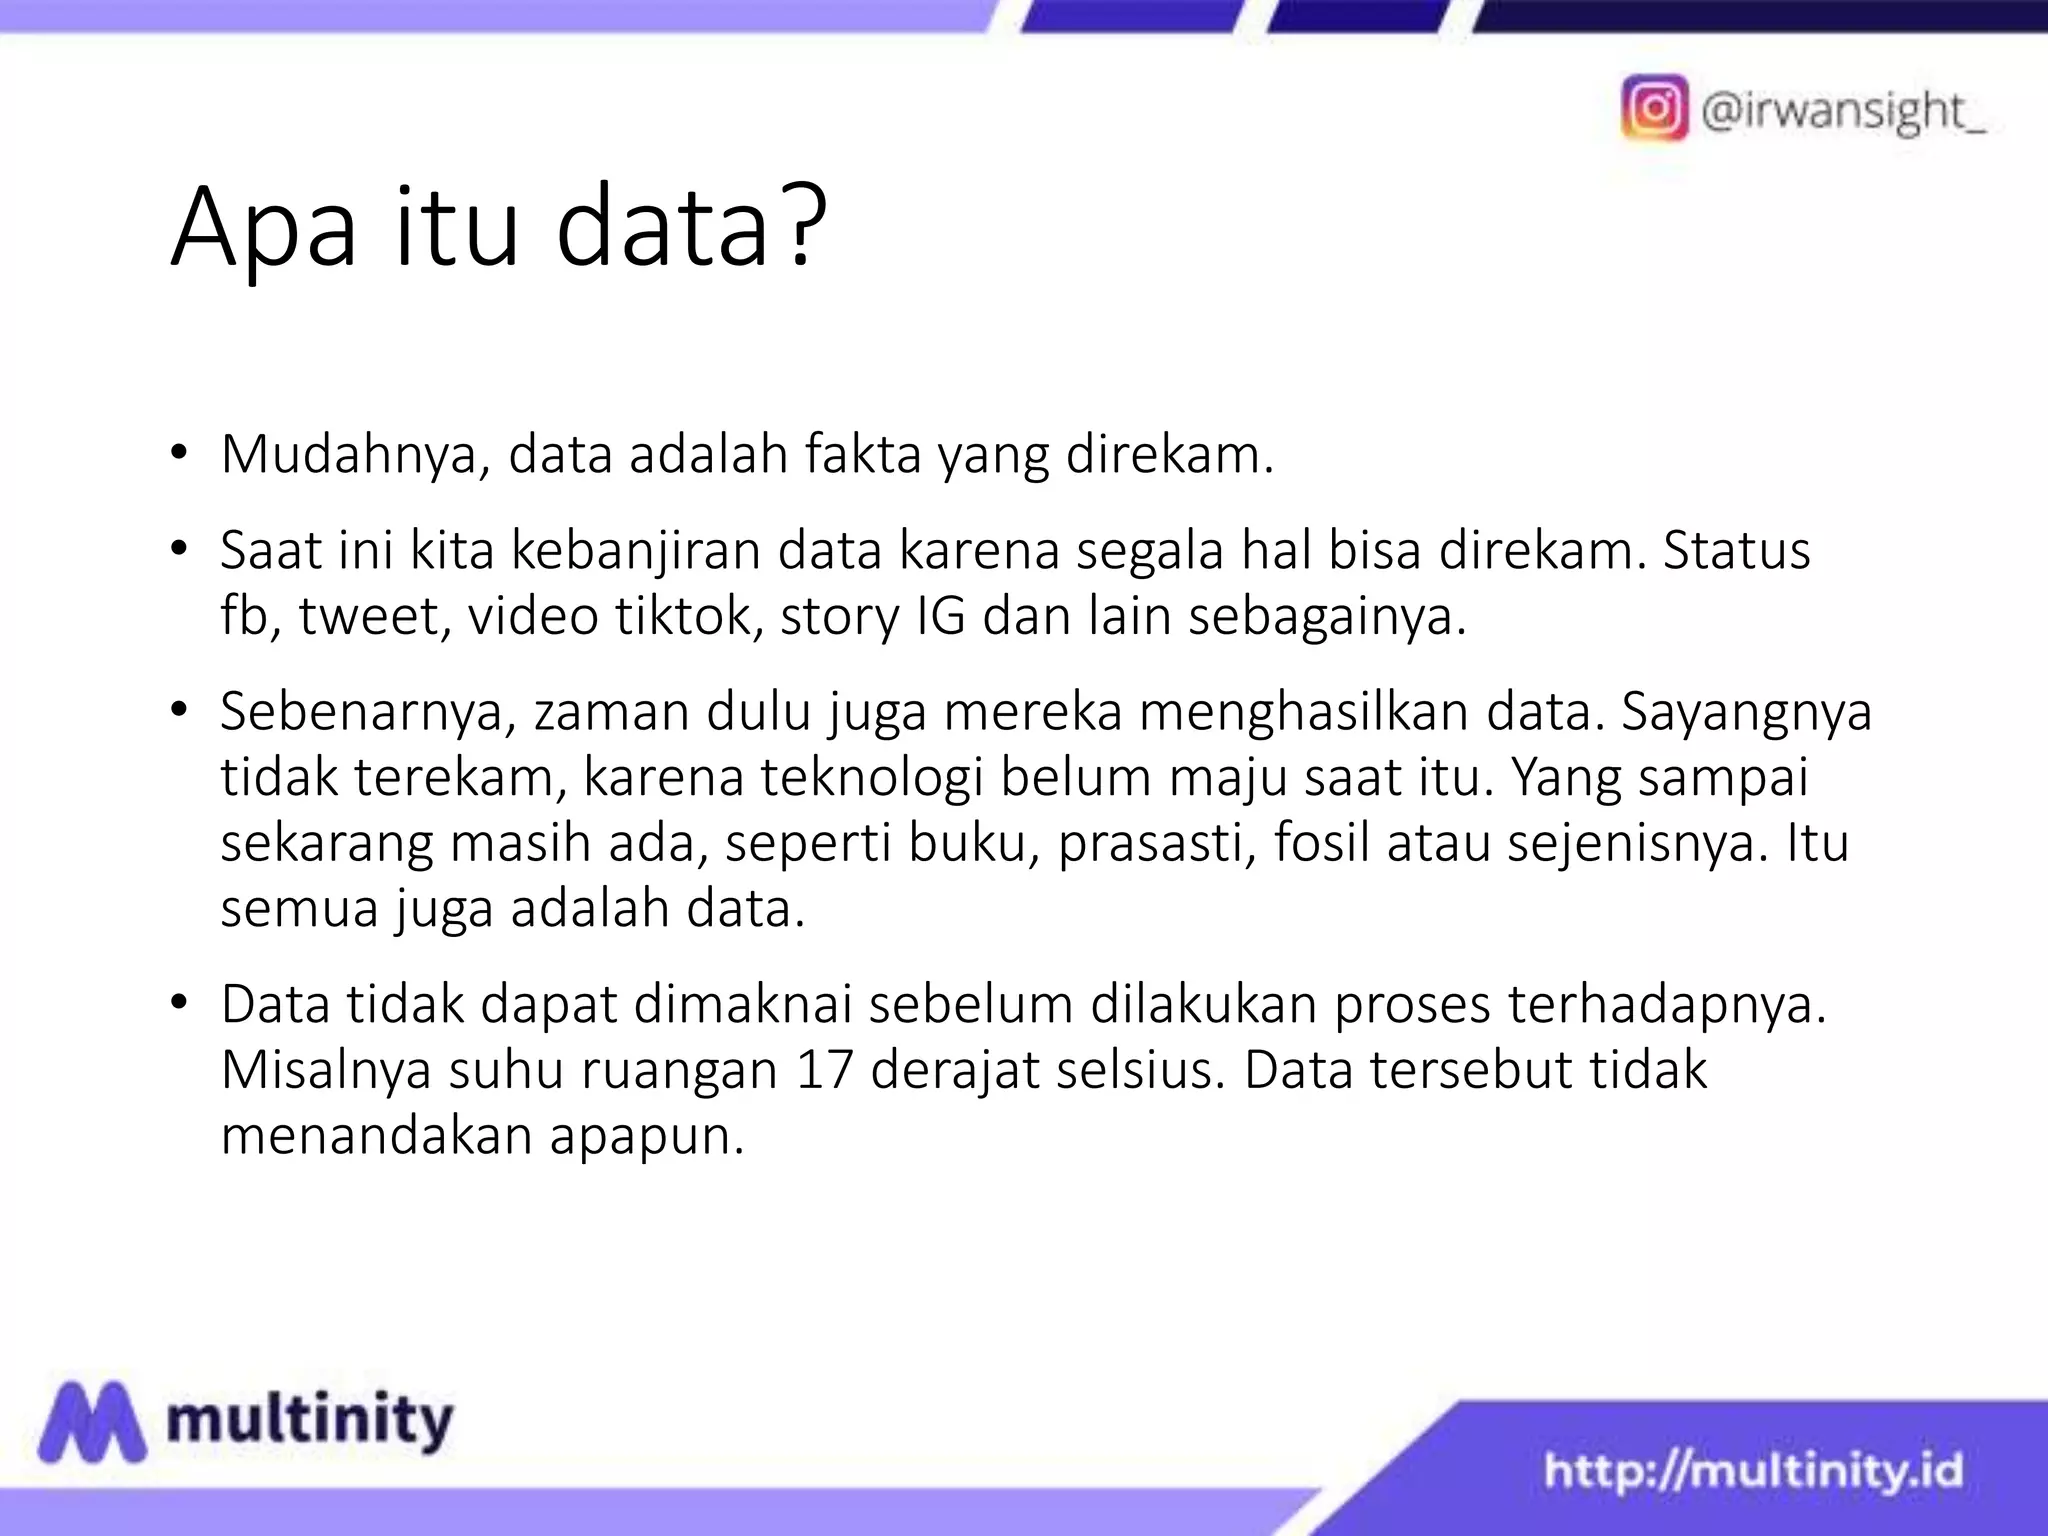 @irwansight_
Apa itu data?
• Mudahnya, data adalah fakta yang direkam.
• Saat ini kita kebanjiran data karena segala hal bisa direkam. Status
fb, tweet, video tiktok, story IG dan lain sebagainya.
• Sebenarnya, zaman dulu juga mereka menghasilkan data. Sayangnya
tidak terekam, karena teknologi belum maju saat itu. Yang sampai
sekarang masih ada, seperti buku, prasasti, fosil atau sejenisnya. Itu
semua juga adalah data.
• Data tidak dapat dimaknai sebelum dilakukan proses terhadapnya.
Misalnya suhu ruangan 17 derajat selsius. Data tersebut tidak
menandakan apapun.
multinity
http://multinity.id